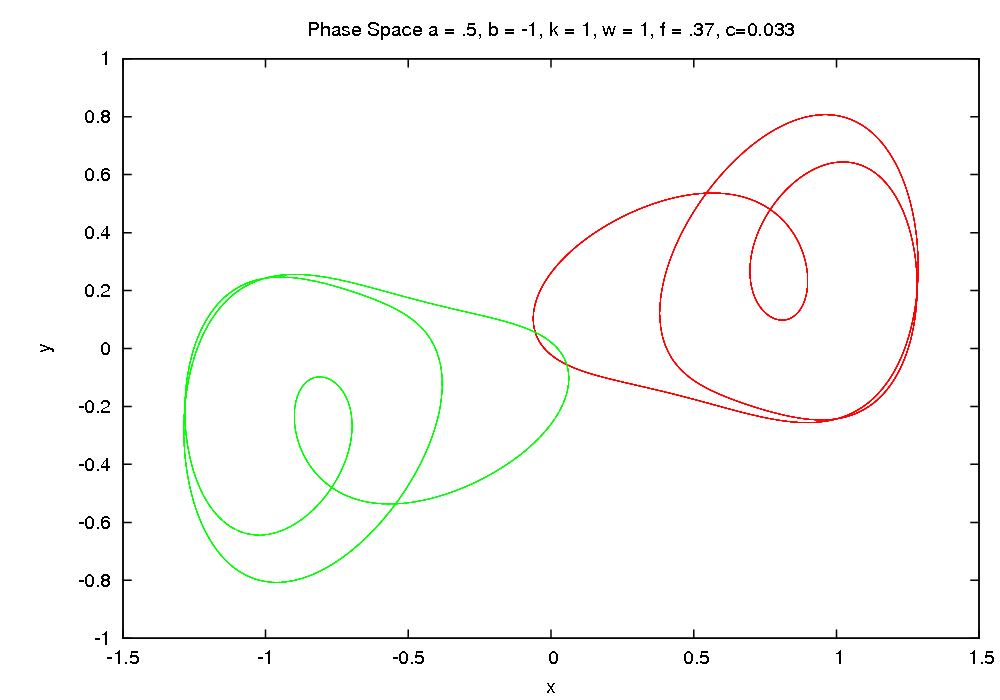 Phase Space a = .5, b = -1, k = 1, w = 1, f = .37, c=0.033
1
0.8
0.6
0.4
0.2
0
-0.2
-0.4
-0.6
-0.8
-1
y
-1.5 -1 -0.5 0 0.5 1 1.5
x